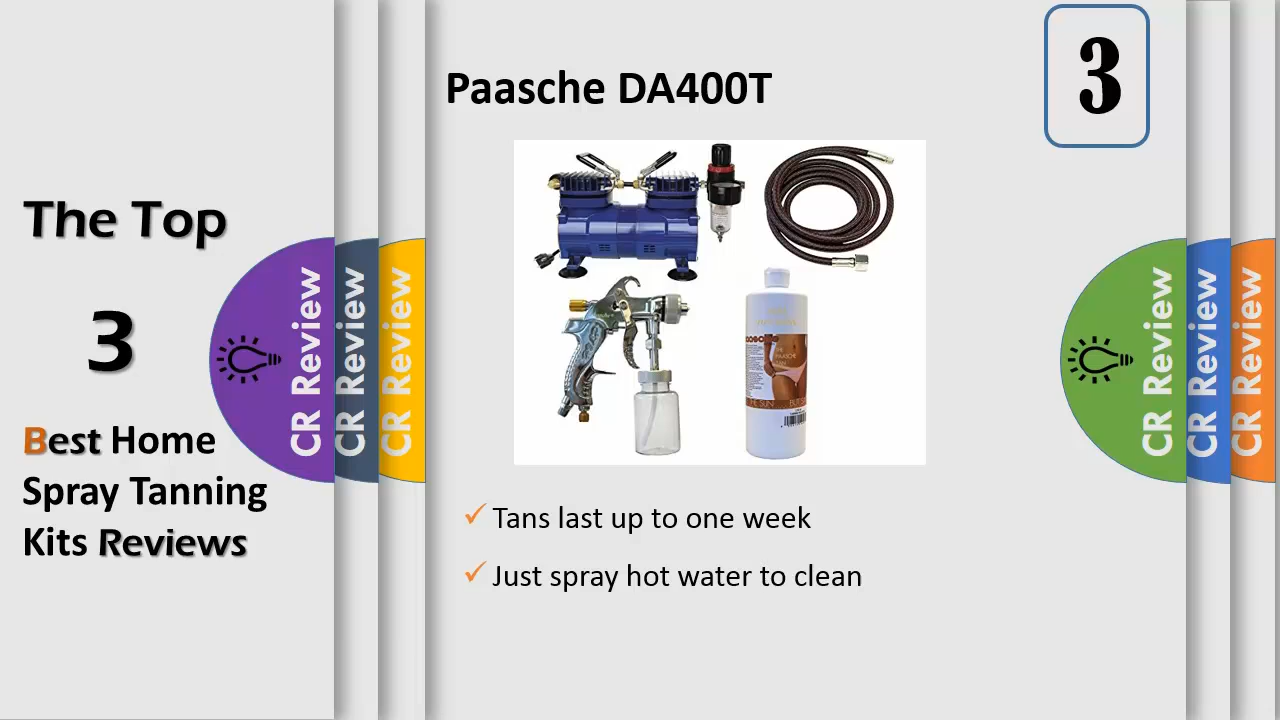 The Top
3
Best Home
Spray Tanning
Kits Reviews
CR Review
CR Review
CR Review
Paasche DA400T
3
Tans last up to one week
Just spray hot water to clean
CR Review
CR Review
CR Review